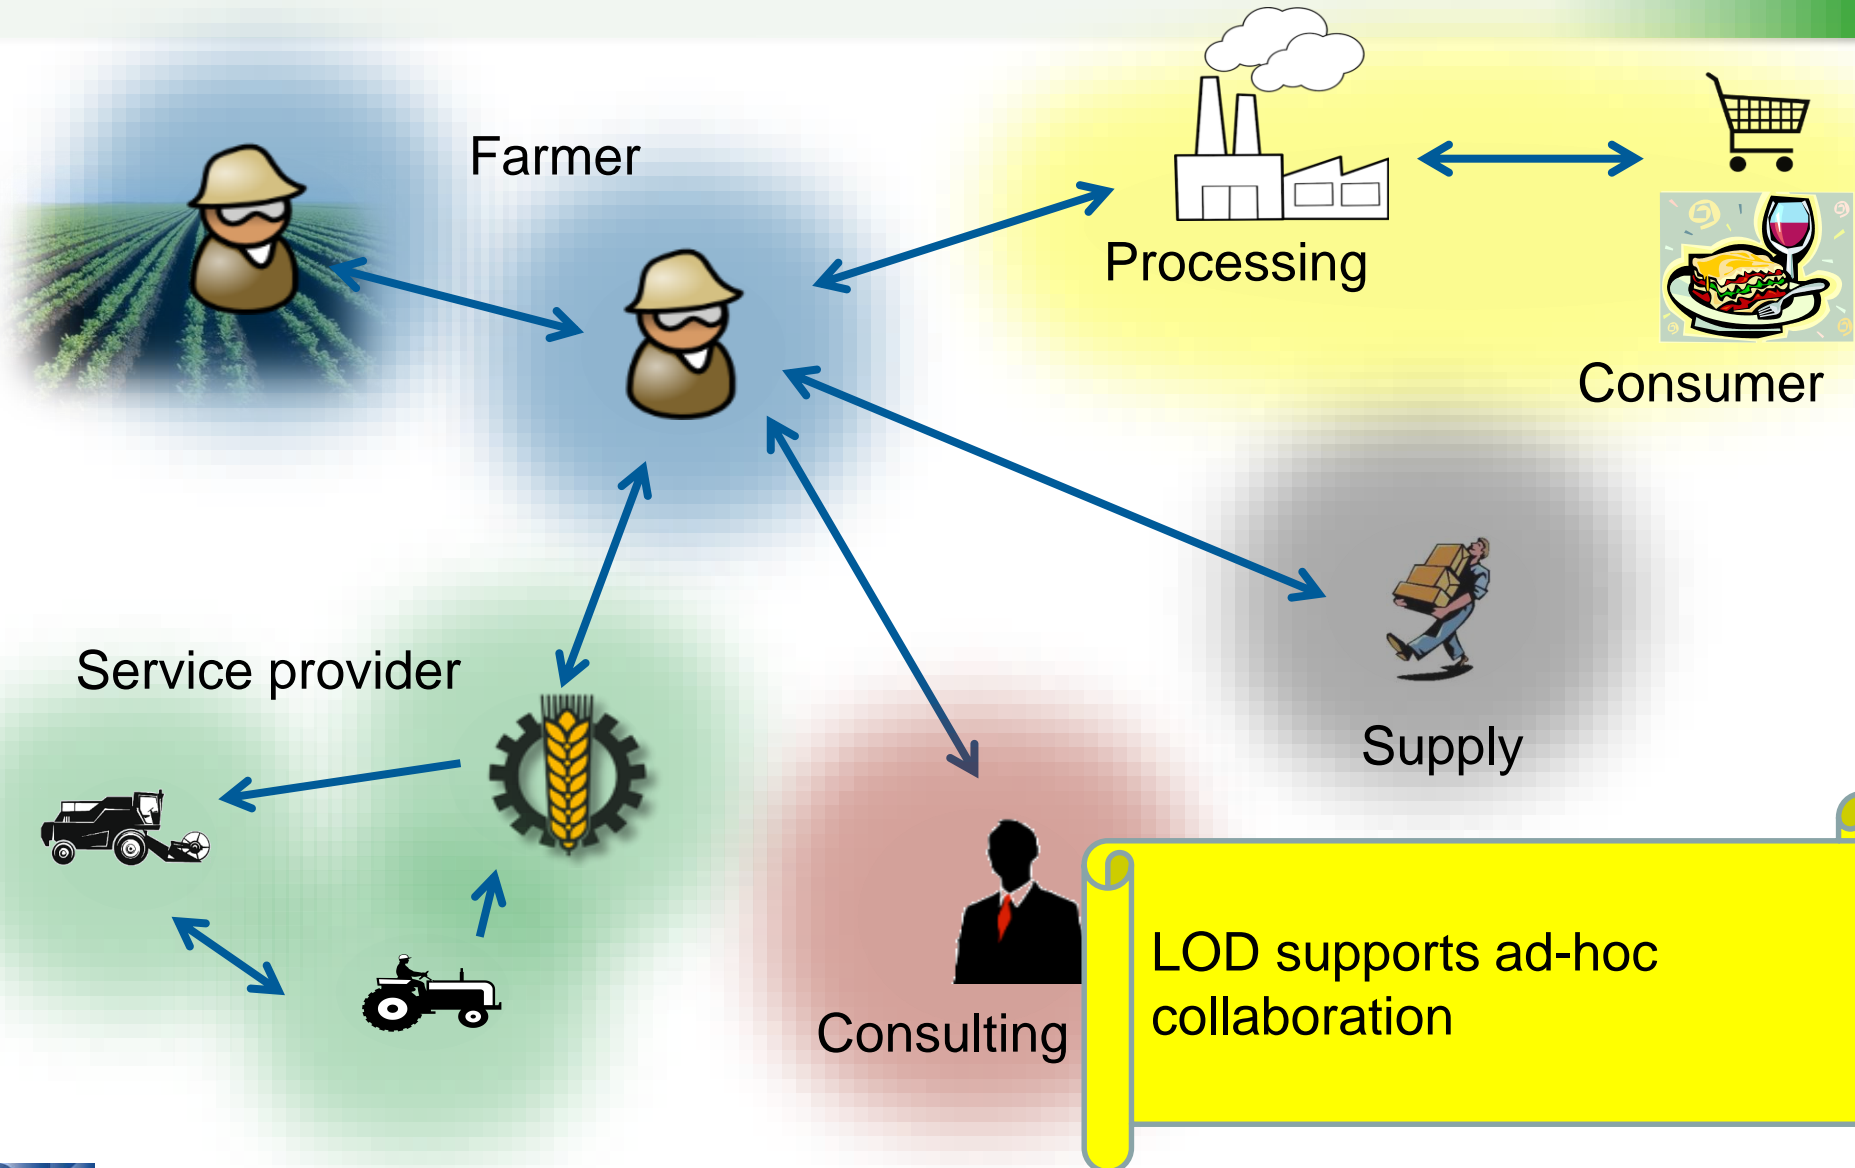 Farmer
Processing
Consumer
Service provider
Supply
Consulting
LOD supports ad-hoc
collaboration